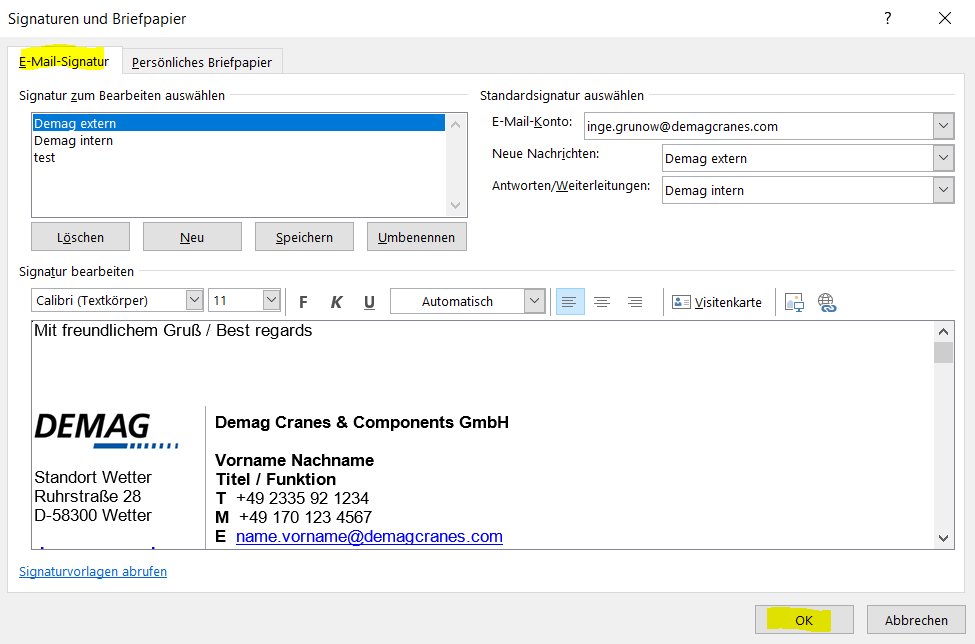 Signaturen und Briefpapier
?
E-Mail-Signatur
Persönliches Briefpapier
Signatur zum Bearbeiten auswählen
Demag extern
Demag intern
test
Löschen
Neu
Speichern
Umbenennen
Standardsignatur auswählen
E-Mail-Konto: inge.grunow@demagcranes.com
Neue Nachrichten: Demag extern
Antworten/Weiterleitungen: Demag intern
Signatur bearbeiten
Calibri (Textkörper) 11 F K U Automatisch Visitenkarte
Mit freundlichem Gruß / Best regards
DEMAG
Standort Wetter
Ruhrstraße 28
D-58300 Wetter
Demag Cranes & Components GmbH
Vorname Nachname
Titel / Funktion
T +49 2335 92 1234
M +49 170 123 4567
E name.vorname@demagcranes.com
Signaturvorlagen abrufen
OK
Abbrechen